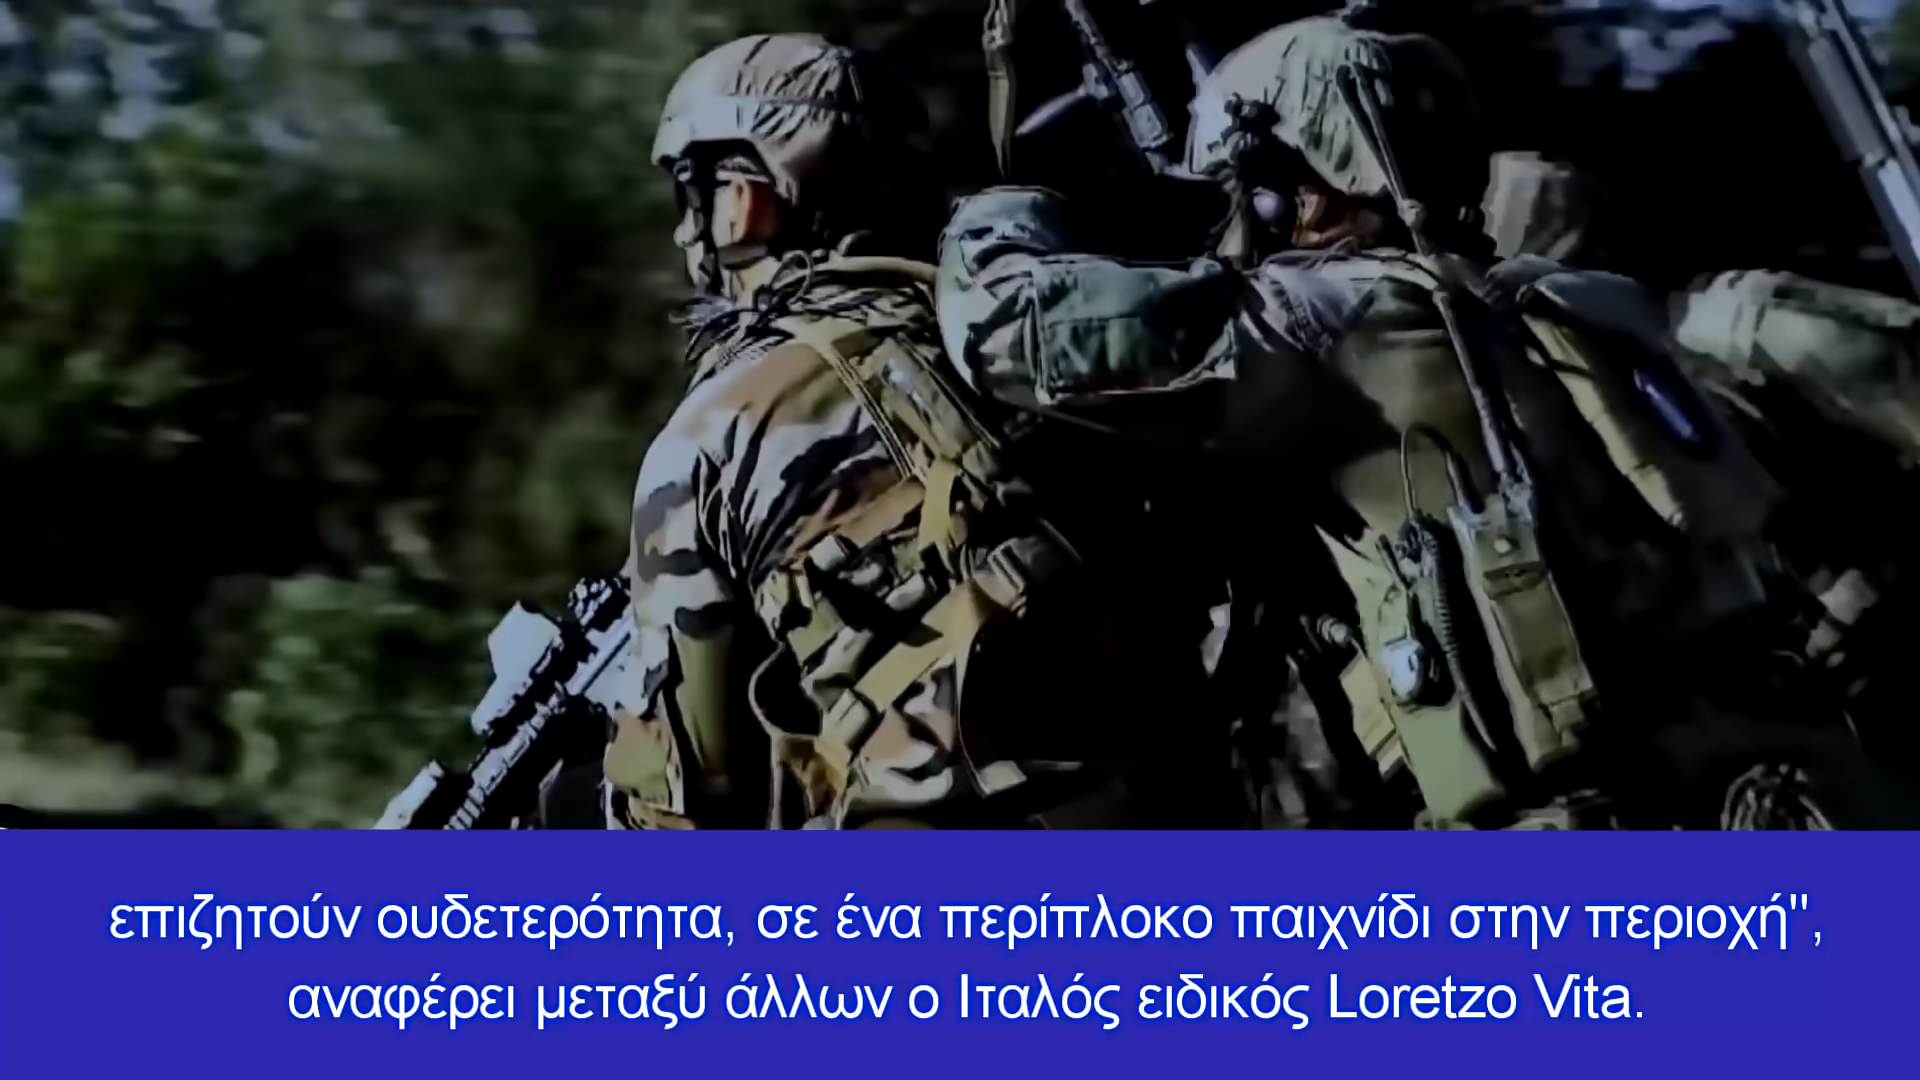 επιζητούν ουδετερότητα, σε ένα περίπλοκο παιχνίδι στην περιοχή",
αναφέρει μεταξύ άλλων ο Ιταλός ειδικός Loretzo Vita.